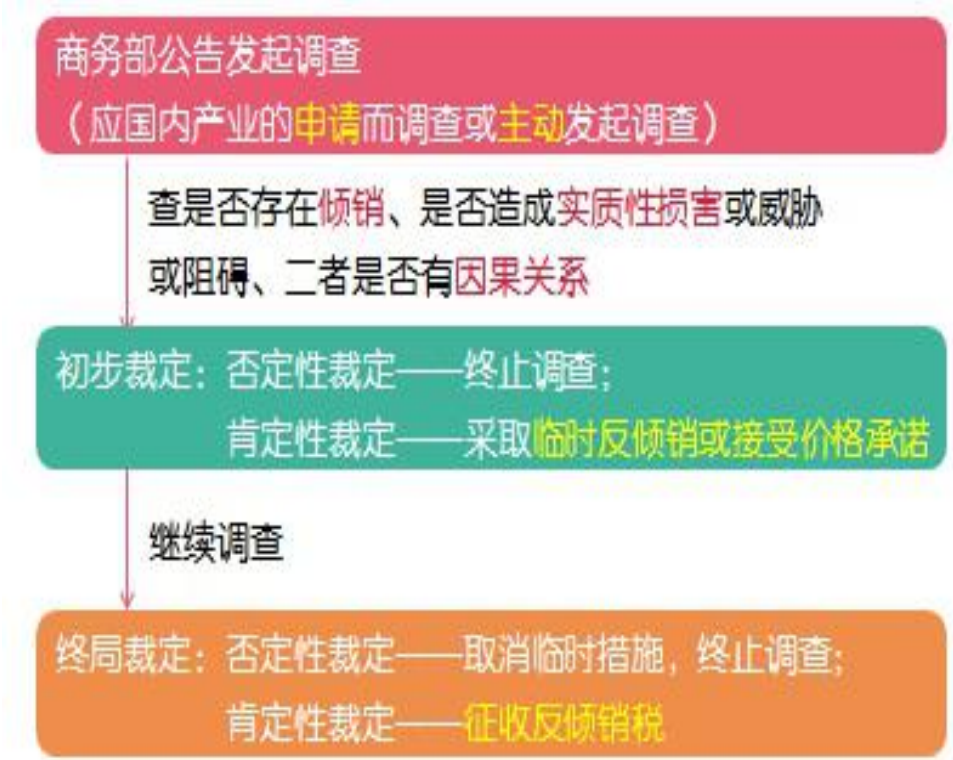 商务部公告发起调查
（应国内产业的申请而调查或主动发起调查）
查是否存在倾销、是否造成实质性损害或威胁
或阻碍、二者是否有因果关系
初步裁定：否定性裁定——终止调查；
肯定性裁定——采取临时反倾销或接受价格承诺
继续调查
终局裁定：否定性裁定——取消临时措施，终止调查；
肯定性裁定——征收反倾销税